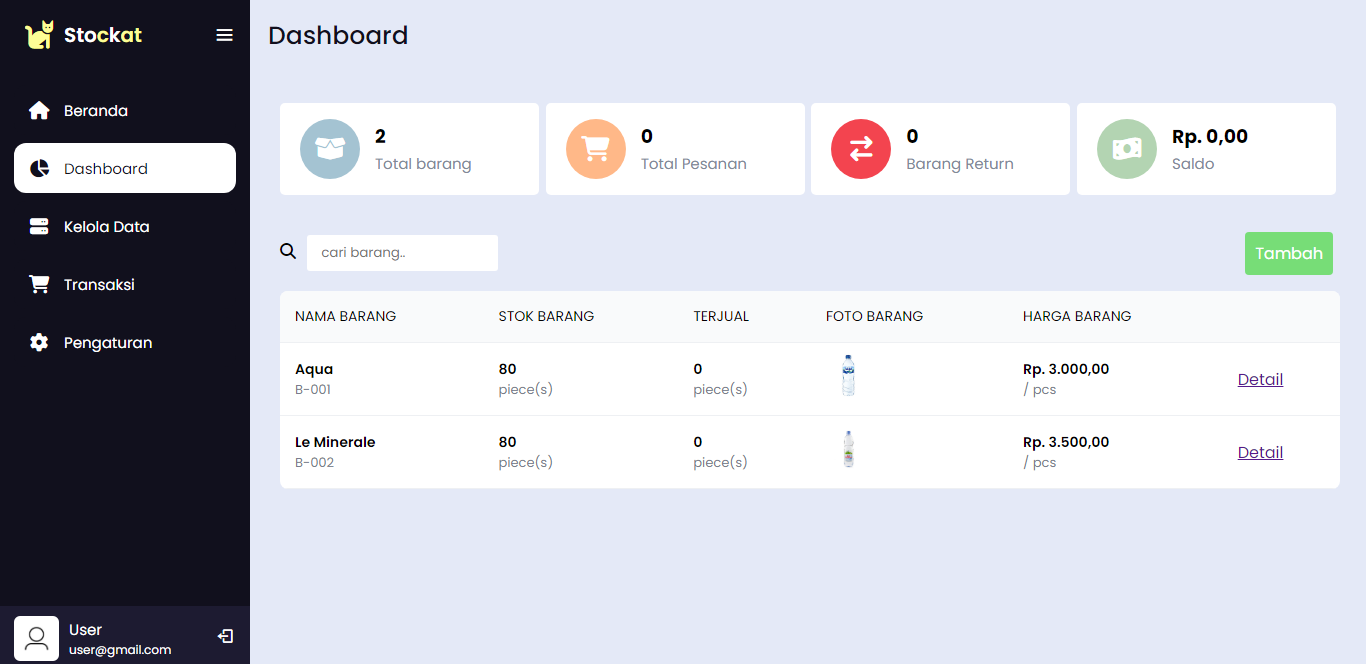 Stockat
Dashboard
Beranda
Dashboard
Kelola Data
Transaksi
Pengaturan
User
user@gmail.com
2
Total barang
0
Total Pesanan
0
Barang Return
Rp. 0,00
Saldo
cari barang..
Tambah
NAMA BARANG STOK BARANG TERJUAL FOTO BARANG HARGA BARANG
Aqua 80 0 Rp. 3.000,00
B-001 piece(s) piece(s) / pcs
Detail
Le Minerale 80 0 Rp. 3.500,00
B-002 piece(s) piece(s) / pcs
Detail